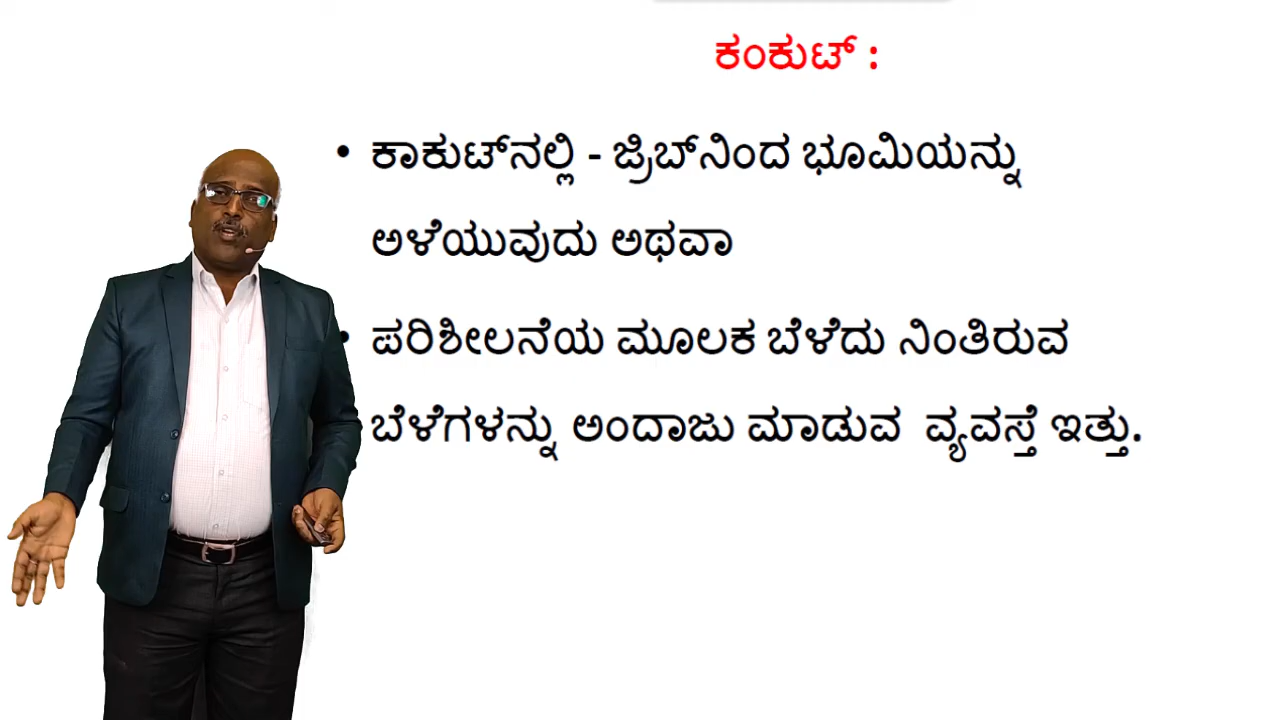 ಕಂಕುಟ್ :
• ಕಾಕುಟ್‌ನಲ್ಲಿ - ಜ್ರಿಬ್‌ನಿಂದ ಭೂಮಿಯನ್ನು
ಅಳೆಯುವುದು ಅಥವಾ
• ಪರಿಶೀಲನೆಯ ಮೂಲಕ ಬೆಳೆದು ನಿಂತಿರುವ
ಬೆಳೆಗಳನ್ನು ಅಂದಾಜು ಮಾಡುವ ವ್ಯವಸ್ತೆ ಇತ್ತು.